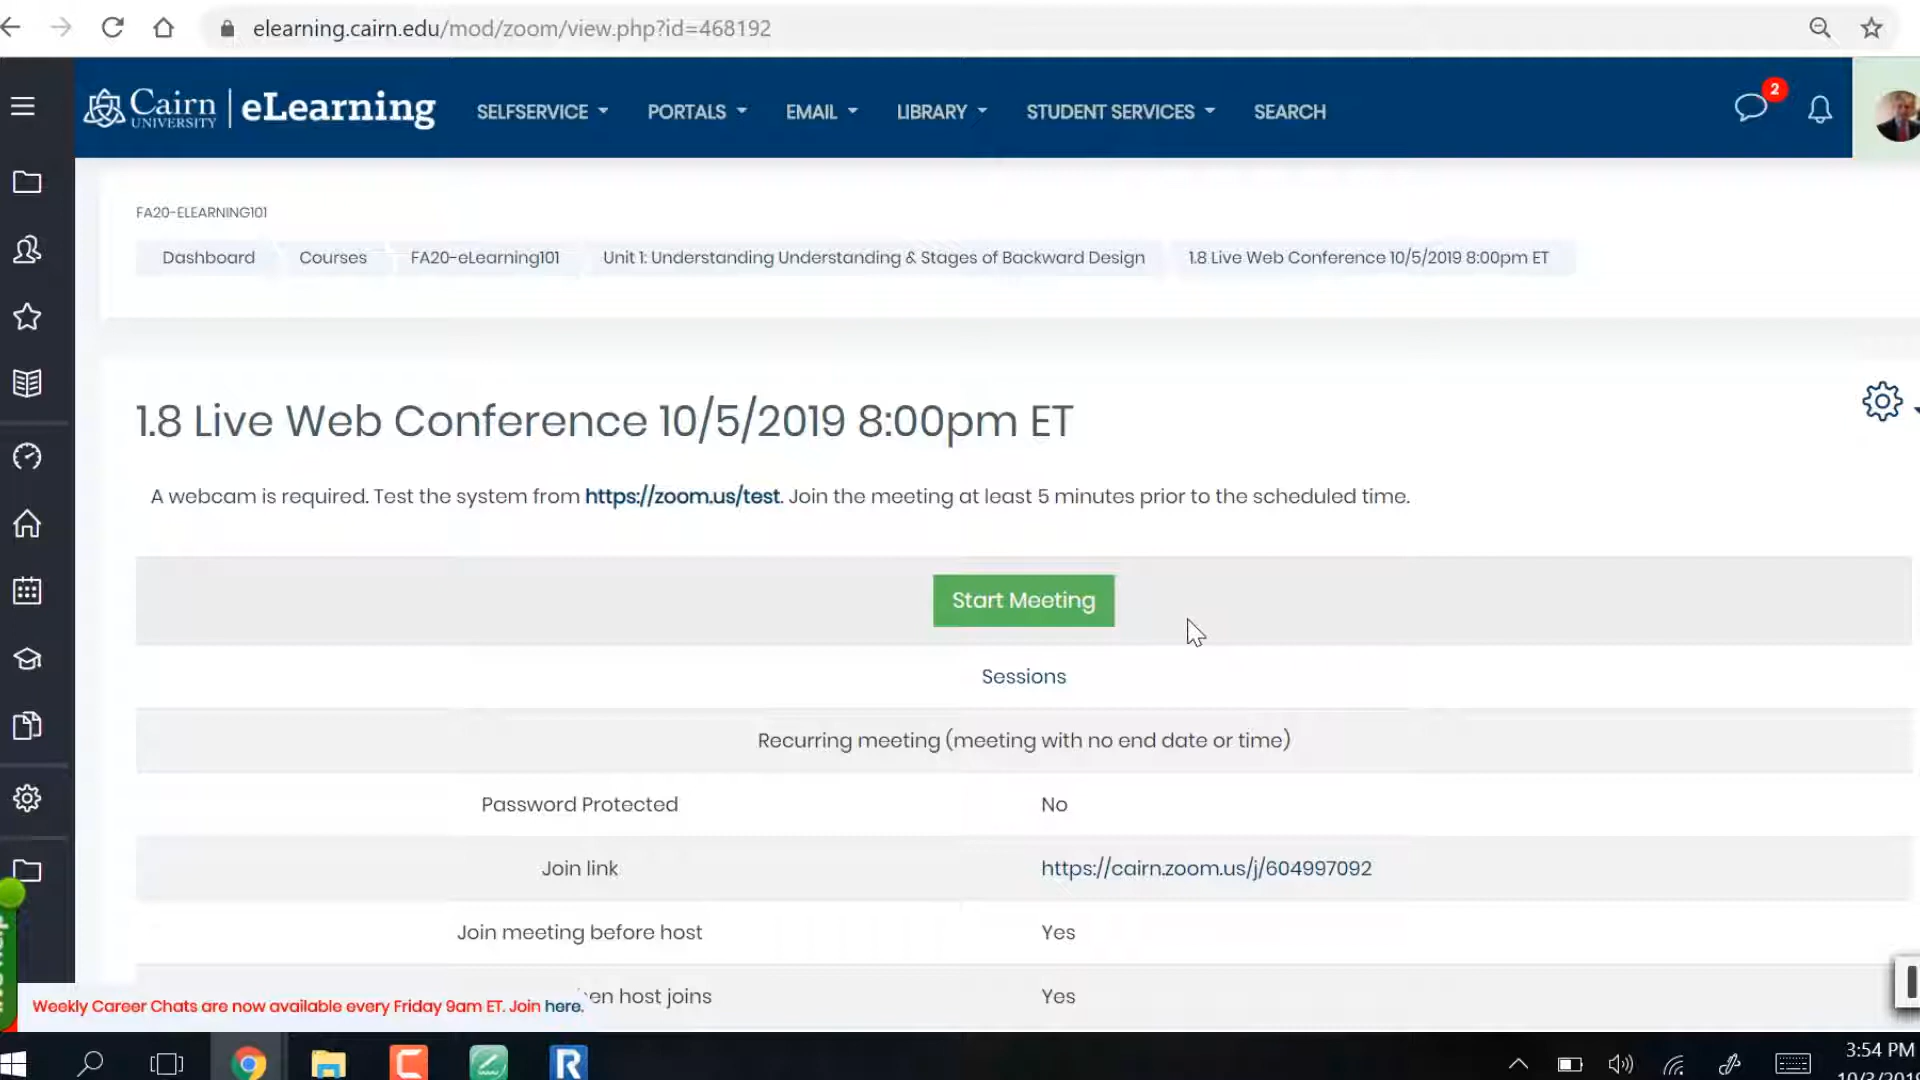 elearning.cairn.edu/mod/zoom/view.php?id=468192
Cairn UNIVERSITY | eLearning SELFSERVICE PORTALS EMAIL LIBRARY STUDENT SERVICES SEARCH 2
FA20-ELEARNING101
Dashboard Courses FA20-eLearning101 Unit 1: Understanding Understanding & Stages of Backward Design 1.8 Live Web Conference 10/5/2019 8:00pm ET
1.8 Live Web Conference 10/5/2019 8:00pm ET
A webcam is required. Test the system from https://zoom.us/test. Join the meeting at least 5 minutes prior to the scheduled time.
Start Meeting
Sessions
Recurring meeting (meeting with no end date or time)
Password Protected No
Join link https://cairn.zoom.us/j/604997092
Join meeting before host Yes
host joins Yes
Weekly Career Chats are now available every Friday 9am ET. Join here.
3:54 PM